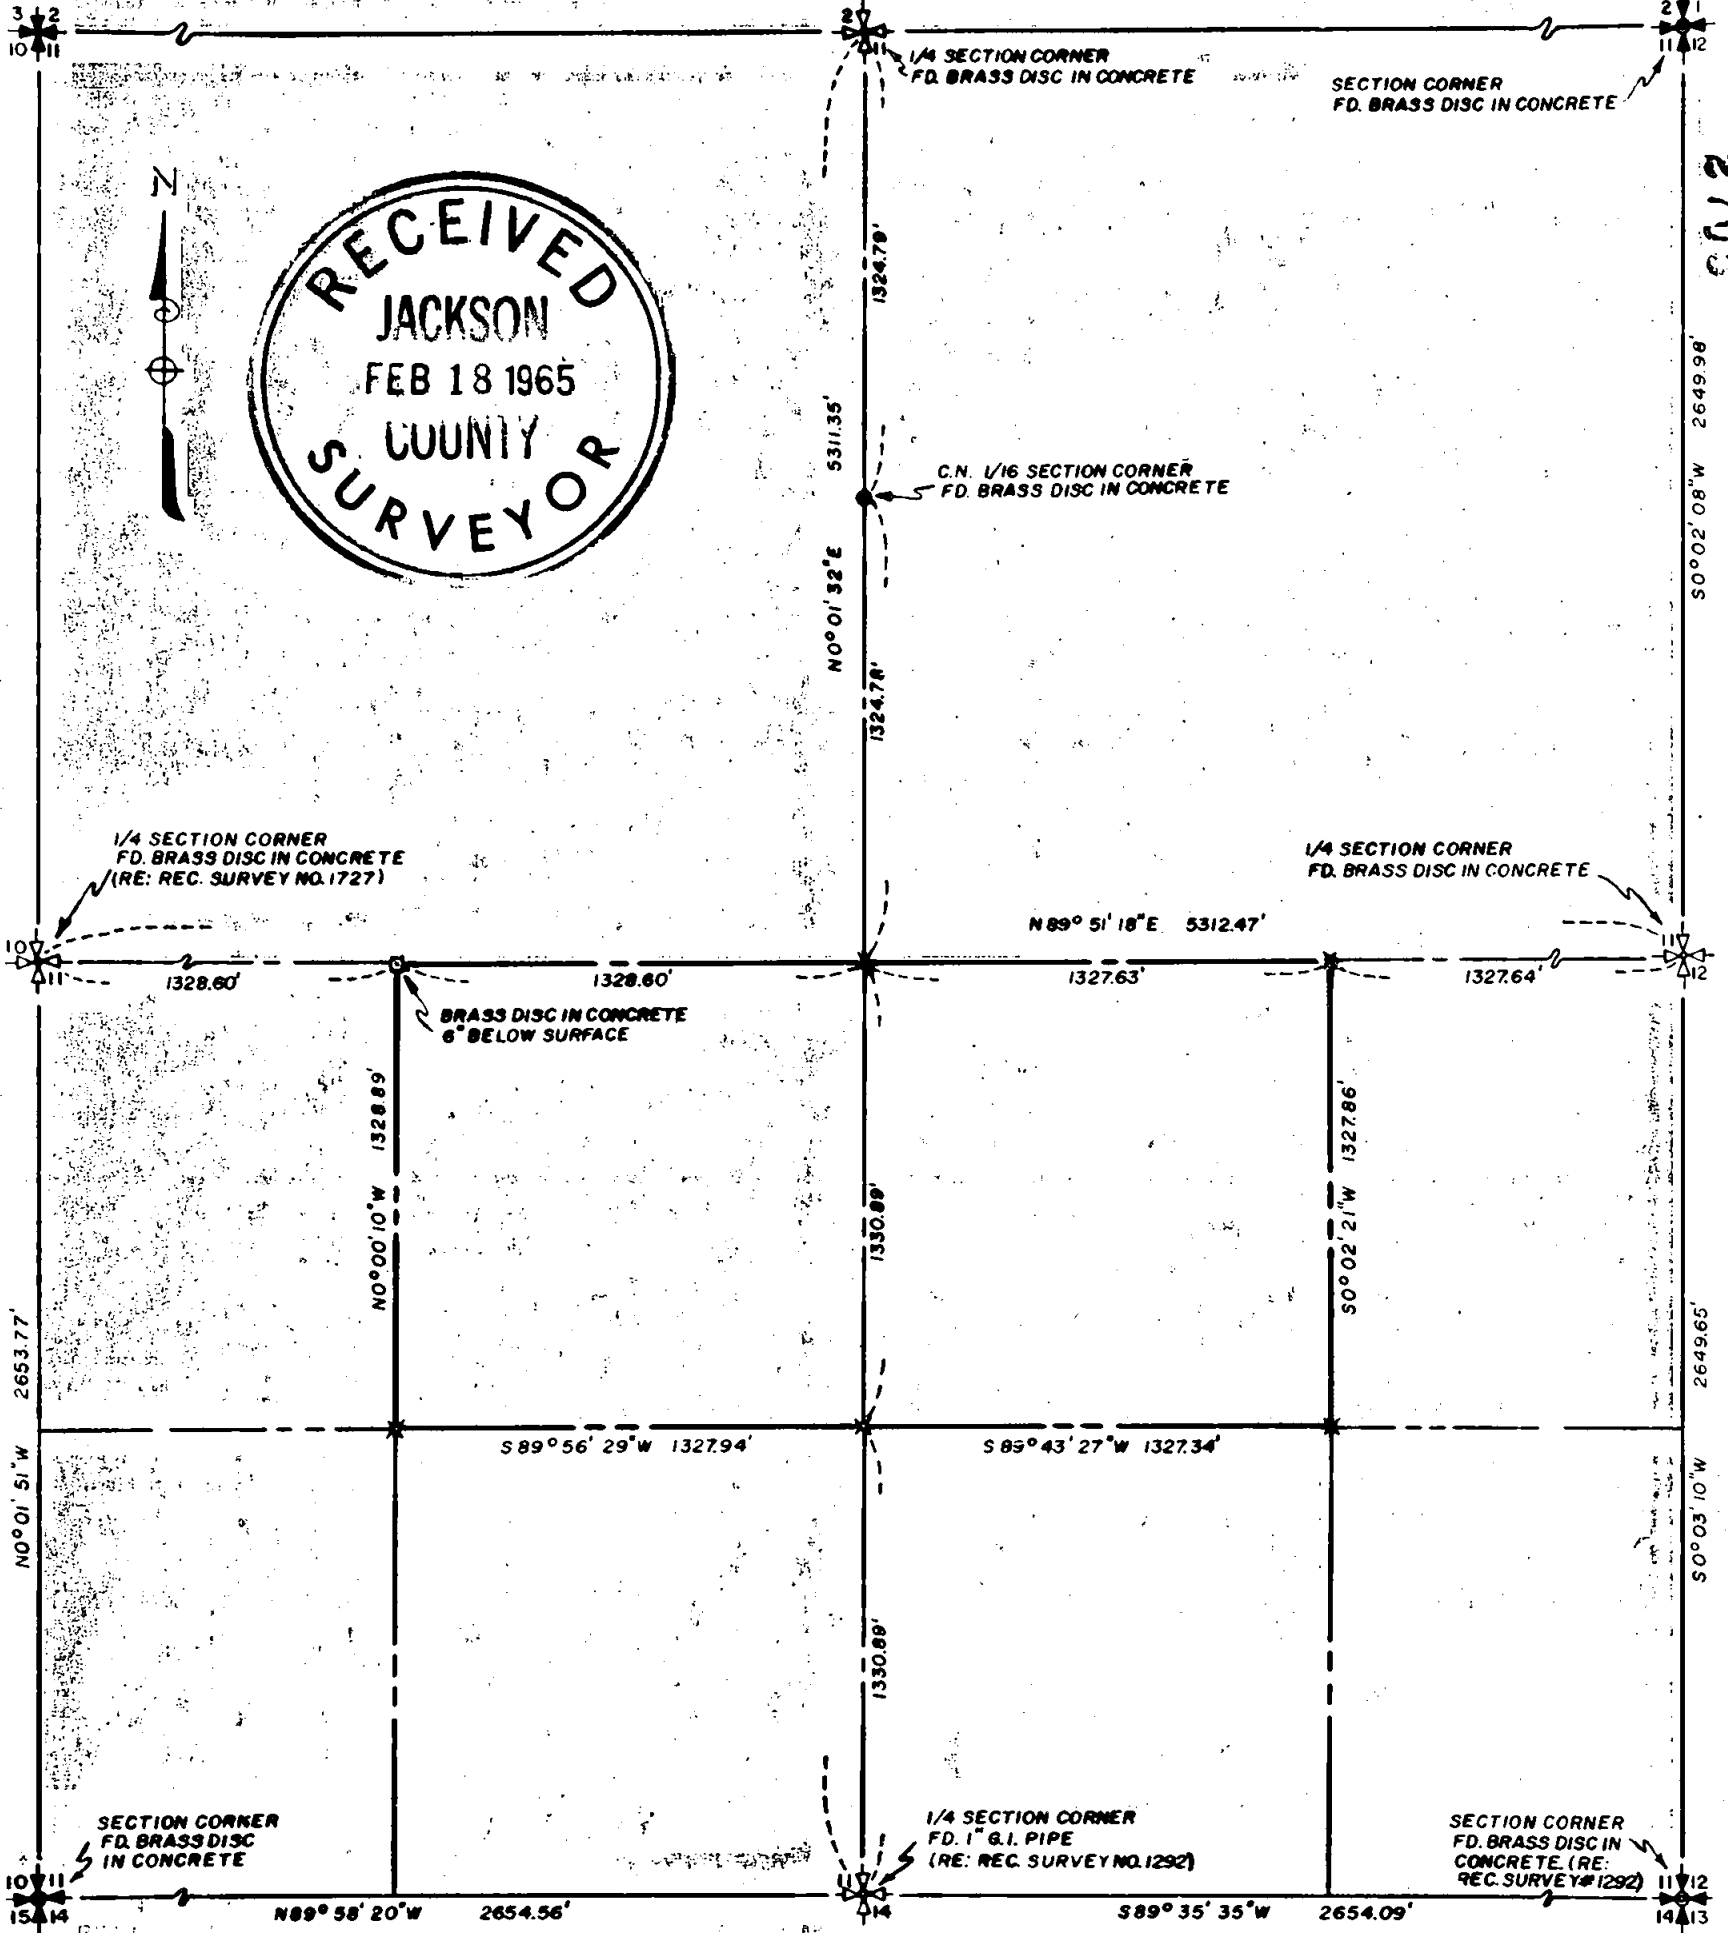 3 2
10 11
2
11
2 1
11 12
1/4 SECTION CORNER
FD. BRASS DISC IN CONCRETE
SECTION CORNER
FD. BRASS DISC IN CONCRETE
N
RECEIVED
JACKSON
FEB 18 1965
COUNTY
SURVEYOR
1324.79'
5311.35'
N0° 01' 32" E
1324.78'
S0° 02' 08" W 2649.98'
C.N. 1/16 SECTION CORNER
FD. BRASS DISC IN CONCRETE
1/4 SECTION CORNER
FD. BRASS DISC IN CONCRETE
(RE: REC. SURVEY NO. 1727)
1/4 SECTION CORNER
FD. BRASS DISC IN CONCRETE
N 89° 51' 18" E 5312.47'
10
11
11
12
1328.60'
1328.60'
1327.63'
1327.64'
BRASS DISC IN CONCRETE
6" BELOW SURFACE
N0° 00' 10" W 1328.89'
1330.89'
S0° 02' 21" W 1327.86'
N0° 01' 51" W 2653.77'
S0° 03' 10" W 2649.65'
S 89° 56' 29" W 1327.94'
S 89° 43' 27" W 1327.34'
1330.89'
SECTION CORNER
FD. BRASS DISC
IN CONCRETE
1/4 SECTION CORNER
FD. 1" G.I. PIPE
(RE: REC. SURVEY NO. 1292)
SECTION CORNER
FD. BRASS DISC IN
CONCRETE. (RE:
REC. SURVEY # 1292)
10 11
15 14
11
14
11 12
14 13
N89° 58' 20" W 2654.56'
S 89° 35' 35" W 2654.09'